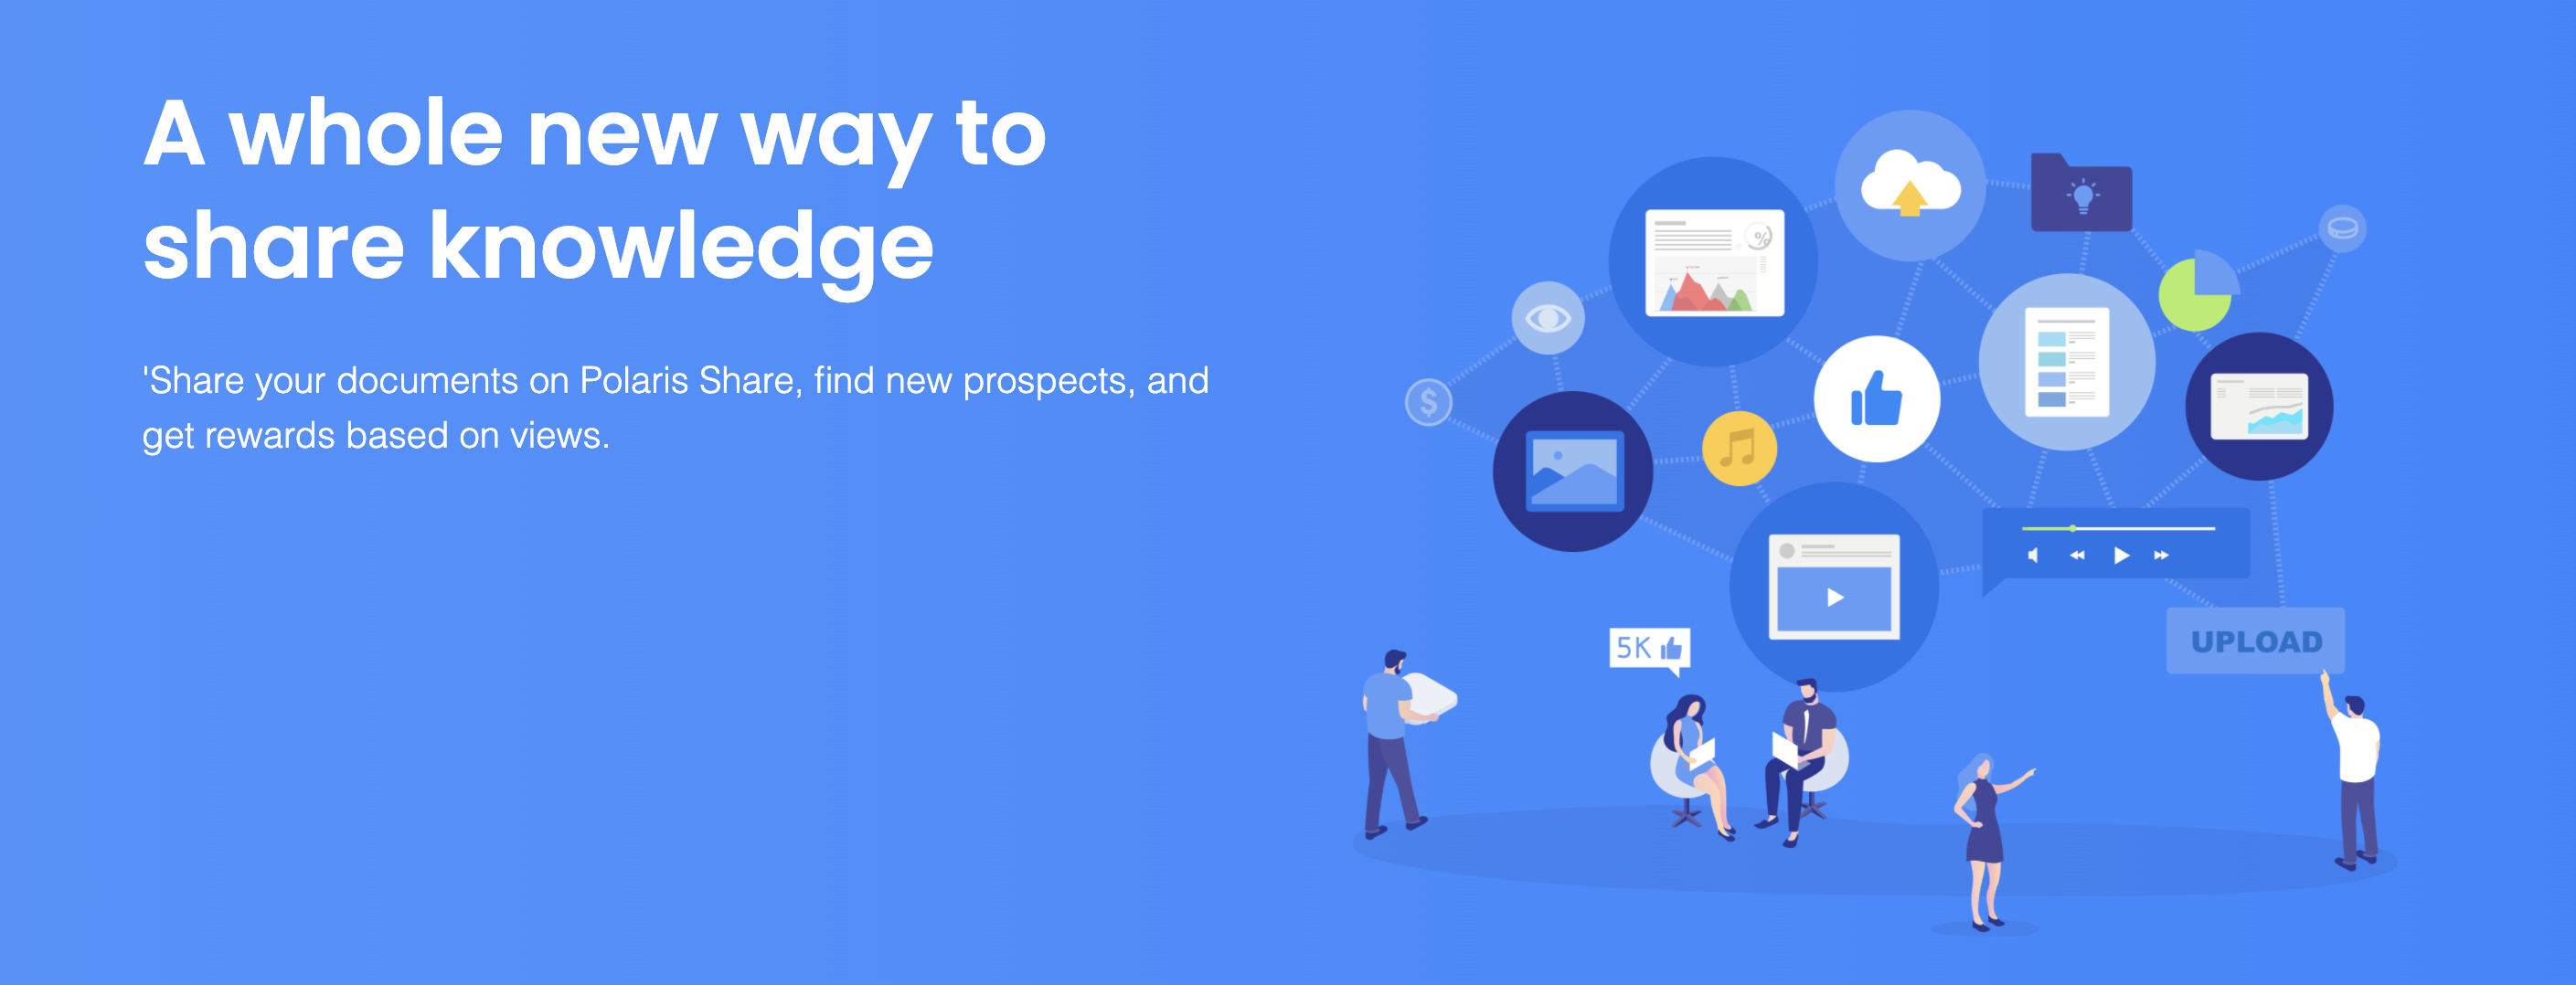 A whole new way to
share knowledge
'Share your documents on Polaris Share, find new prospects, and
get rewards based on views.
%
$
5K
UPLOAD